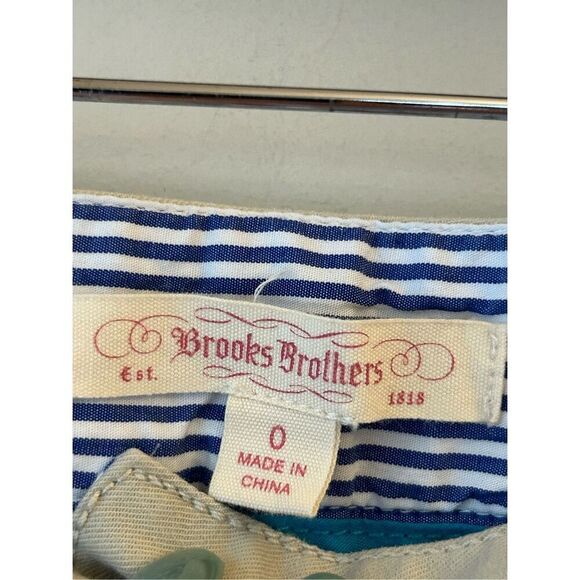 Brooks Brothers
Est. 1818
0
MADE IN
CHINA